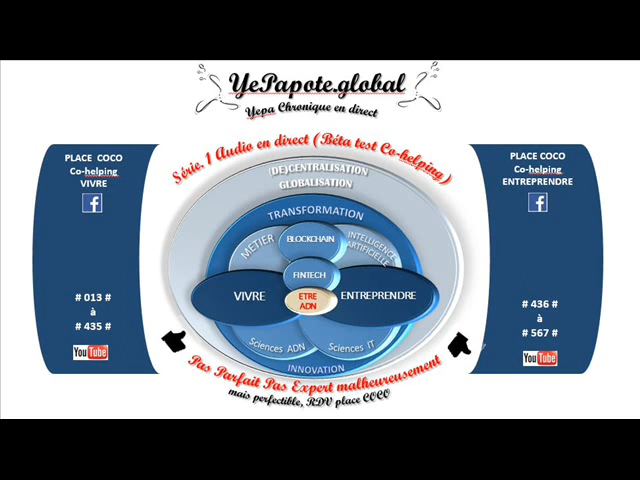 YePapote.global
Yepa Chronique en direct
Série, 1 Audio en direct (Béta test Co-helping)
PLACE COCO
Co-helping
VIVRE
# 013 #
à
# 435 #
YouTube
(DE)CENTRALISATION
GLOBALISATION
TRANSFORMATION
METIER
BLOCKCHAIN
INTELLIGENCE
ARTIFICIELLE
FINTECH
VIVRE
ETRE
ADN
ENTREPRENDRE
Sciences ADN
Sciences IT
INNOVATION
PLACE COCO
Co-helping
ENTREPRENDRE
# 436 #
à
# 567 #
YouTube
Pas Parfait Pas Expert malheureusement
mais perfectible, RDV place COCO